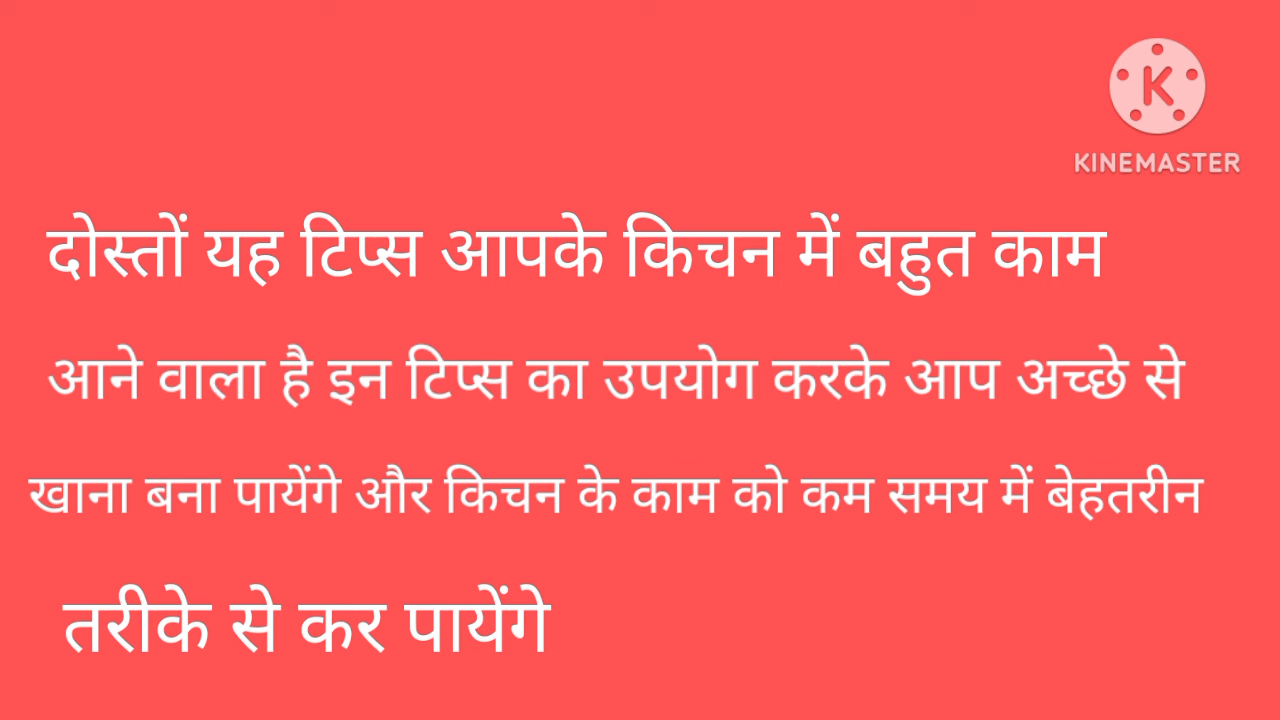 KINEMASTER
दोस्तों यह टिप्स आपके किचन में बहुत काम
आने वाला है इन टिप्स का उपयोग करके आप अच्छे से
खाना बना पायेंगे और किचन के काम को कम समय में बेहतरीन
तरीके से कर पायेंगे